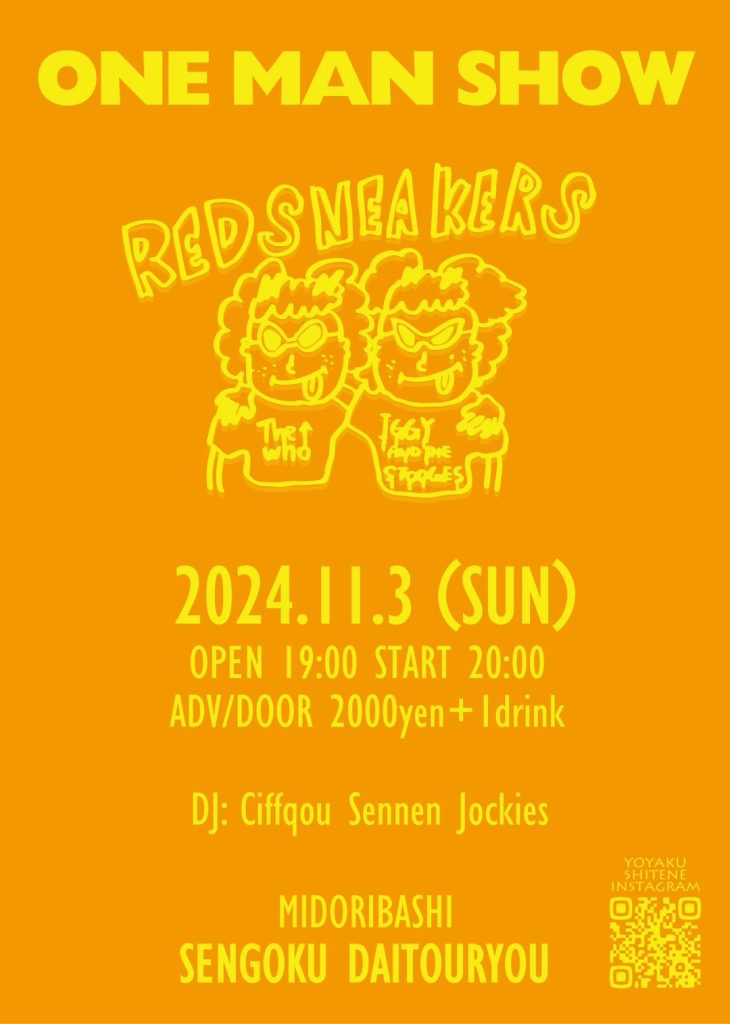 ONE MAN SHOW
RED SNEAKERS
The
who
IGGY
AND THE
STOOGES
2024.11.3 (SUN)
OPEN 19:00 START 20:00
ADV/DOOR 2000yen+1drink
DJ: Ciffqou Sennen Jockies
YOYAKU
SHITENE
INSTAGRAM
MIDORIBASHI
SENGOKU DAITOURYOU